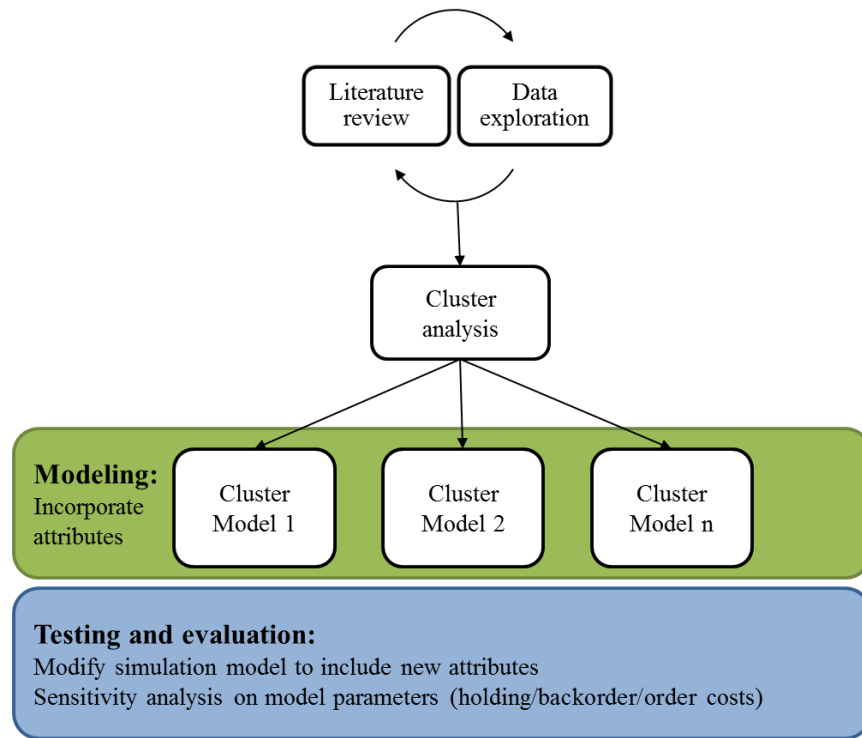 Literature
review
Data
exploration
Cluster
analysis
Modeling:
Incorporate
attributes
Cluster
Model 1
Cluster
Model 2
Cluster
Model n
Testing and evaluation:
Modify simulation model to include new attributes
Sensitivity analysis on model parameters (holding/backorder/order costs)